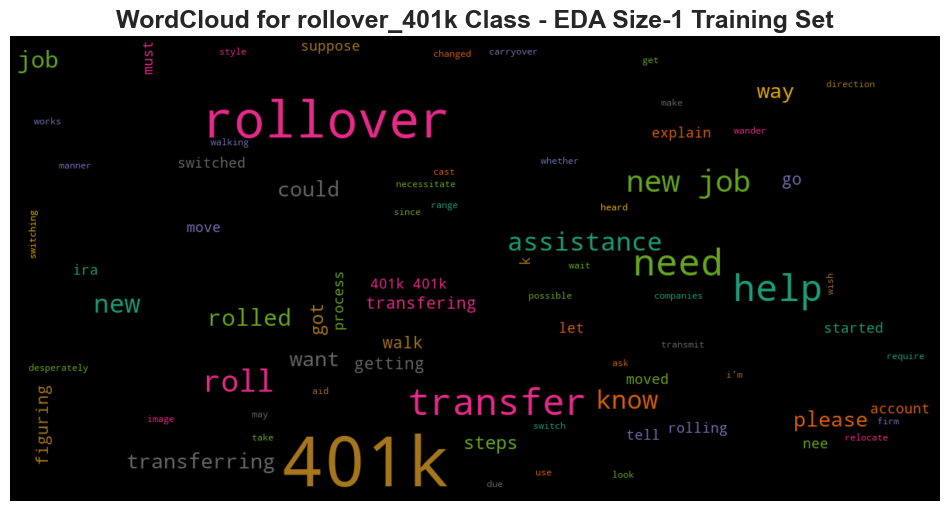 WordCloud for rollover_401k Class - EDA Size-1 Training Set
job
must
style
suppose
changed
carryover
get
way
direction
make
works
rollover
walking
explain
wander
manner
switched
whether
cast
necessitate
could
new job
go
since
range
heard
switching
move
assistance
need
k
wait
ira
401k 401k
process
help
wish
new
transfering
possible
companies
rolled
got
let
started
walk
transmit
want
getting
require
desperately
ask
roll
aid
moved
i'm
figuring
transfer
know
image
may
please
account
firm
switch
tell
rolling
take
401k
steps
nee
relocate
transferring
use
look
due